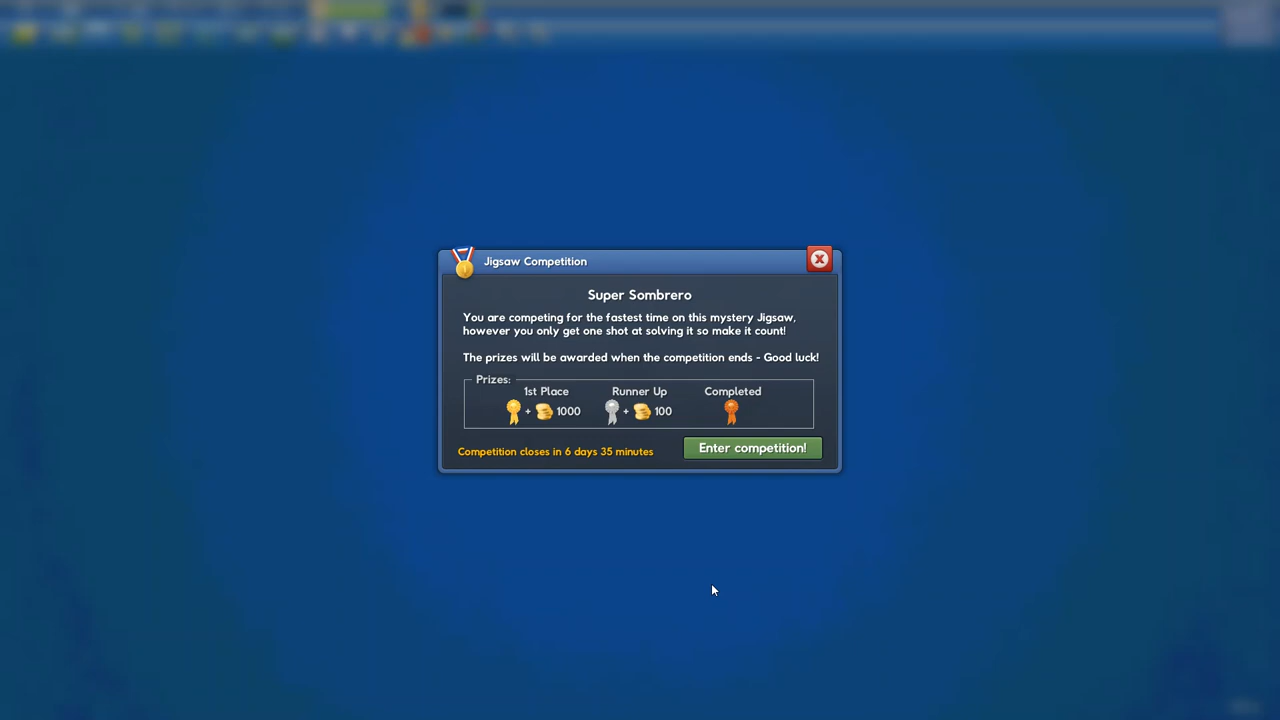 Jigsaw Competition
Super Sombrero
You are competing for the fastest time on this mystery Jigsaw,
however you only get one shot at solving it so make it count!
The prizes will be awarded when the competition ends - Good luck!
Prizes:
1st Place Runner Up Completed
+ 1000 + 100
Competition closes in 6 days 35 minutes Enter competition!